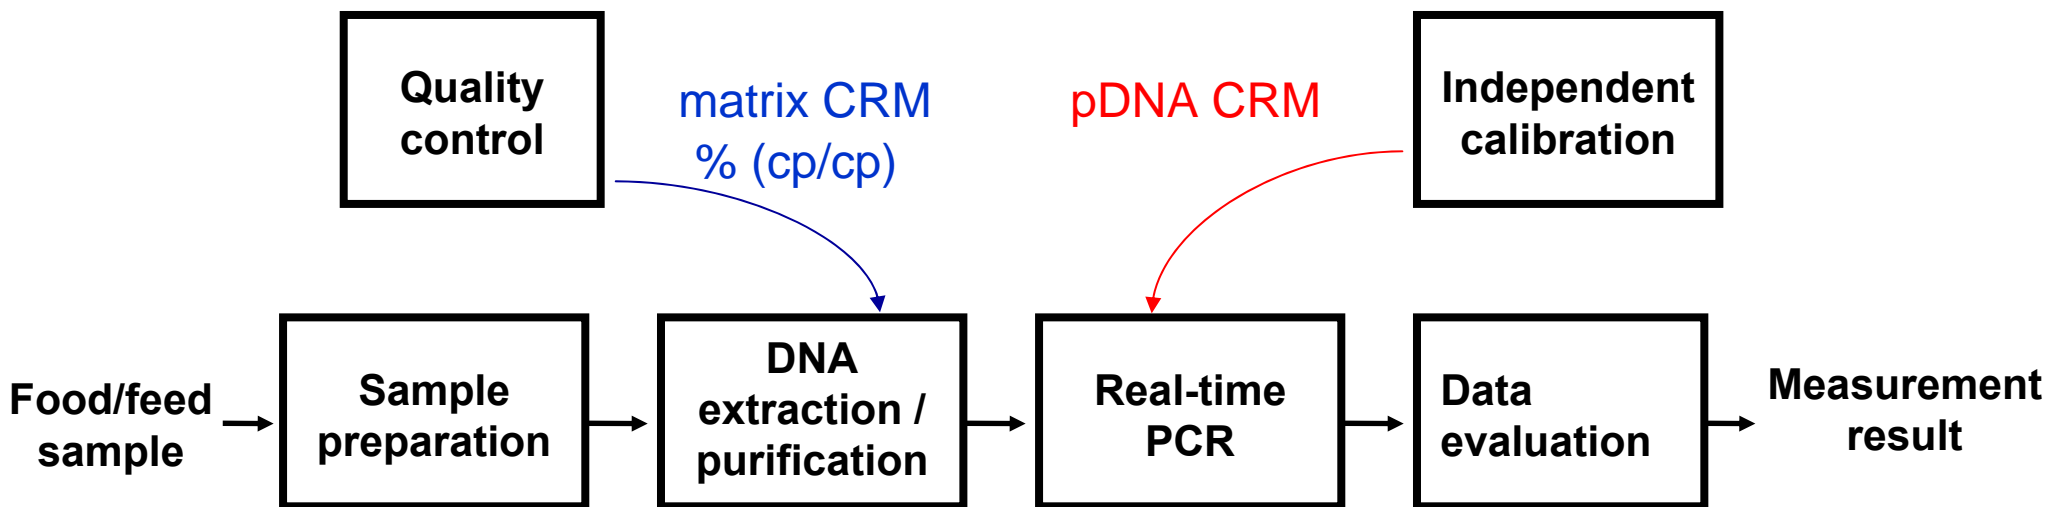 Quality
control
matrix CRM
% (cp/cp)
pDNA CRM
Independent
calibration
Food/feed
sample
Sample
preparation
DNA
extraction /
purification
Real-time
PCR
Data
evaluation
Measurement
result